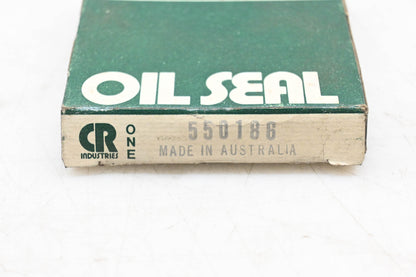 OIL SEAL
CR
INDUSTRIES
ONE
550186
MADE IN AUSTRALIA